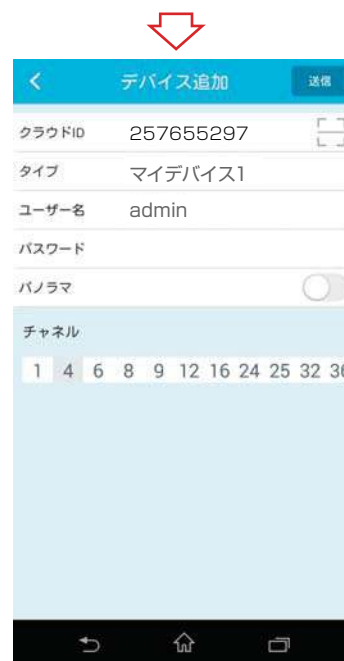 デバイス追加 送信
クラウドID 257655297
タイプ マイデバイス1
ユーザー名 admin
パスワード
パノラマ
チャネル
1 4 6 8 9 12 16 24 25 32